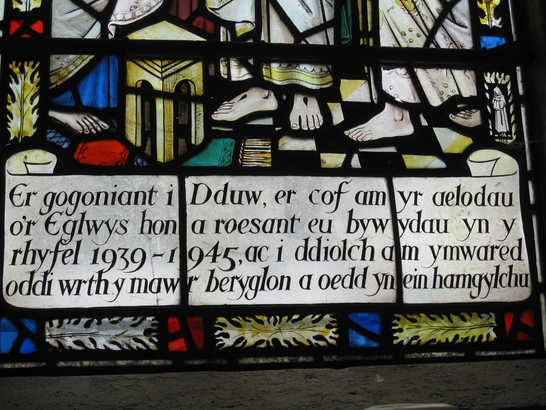 Er gogoniant i Dduw, er cof am yr aelodau
o'r Eglwys hon a roesant eu bywydau yn y
rhyfel 1939-1945, ac i ddiolch am ymwared
oddi wrth y mawr beryglon a oedd yn ein hamgylchu